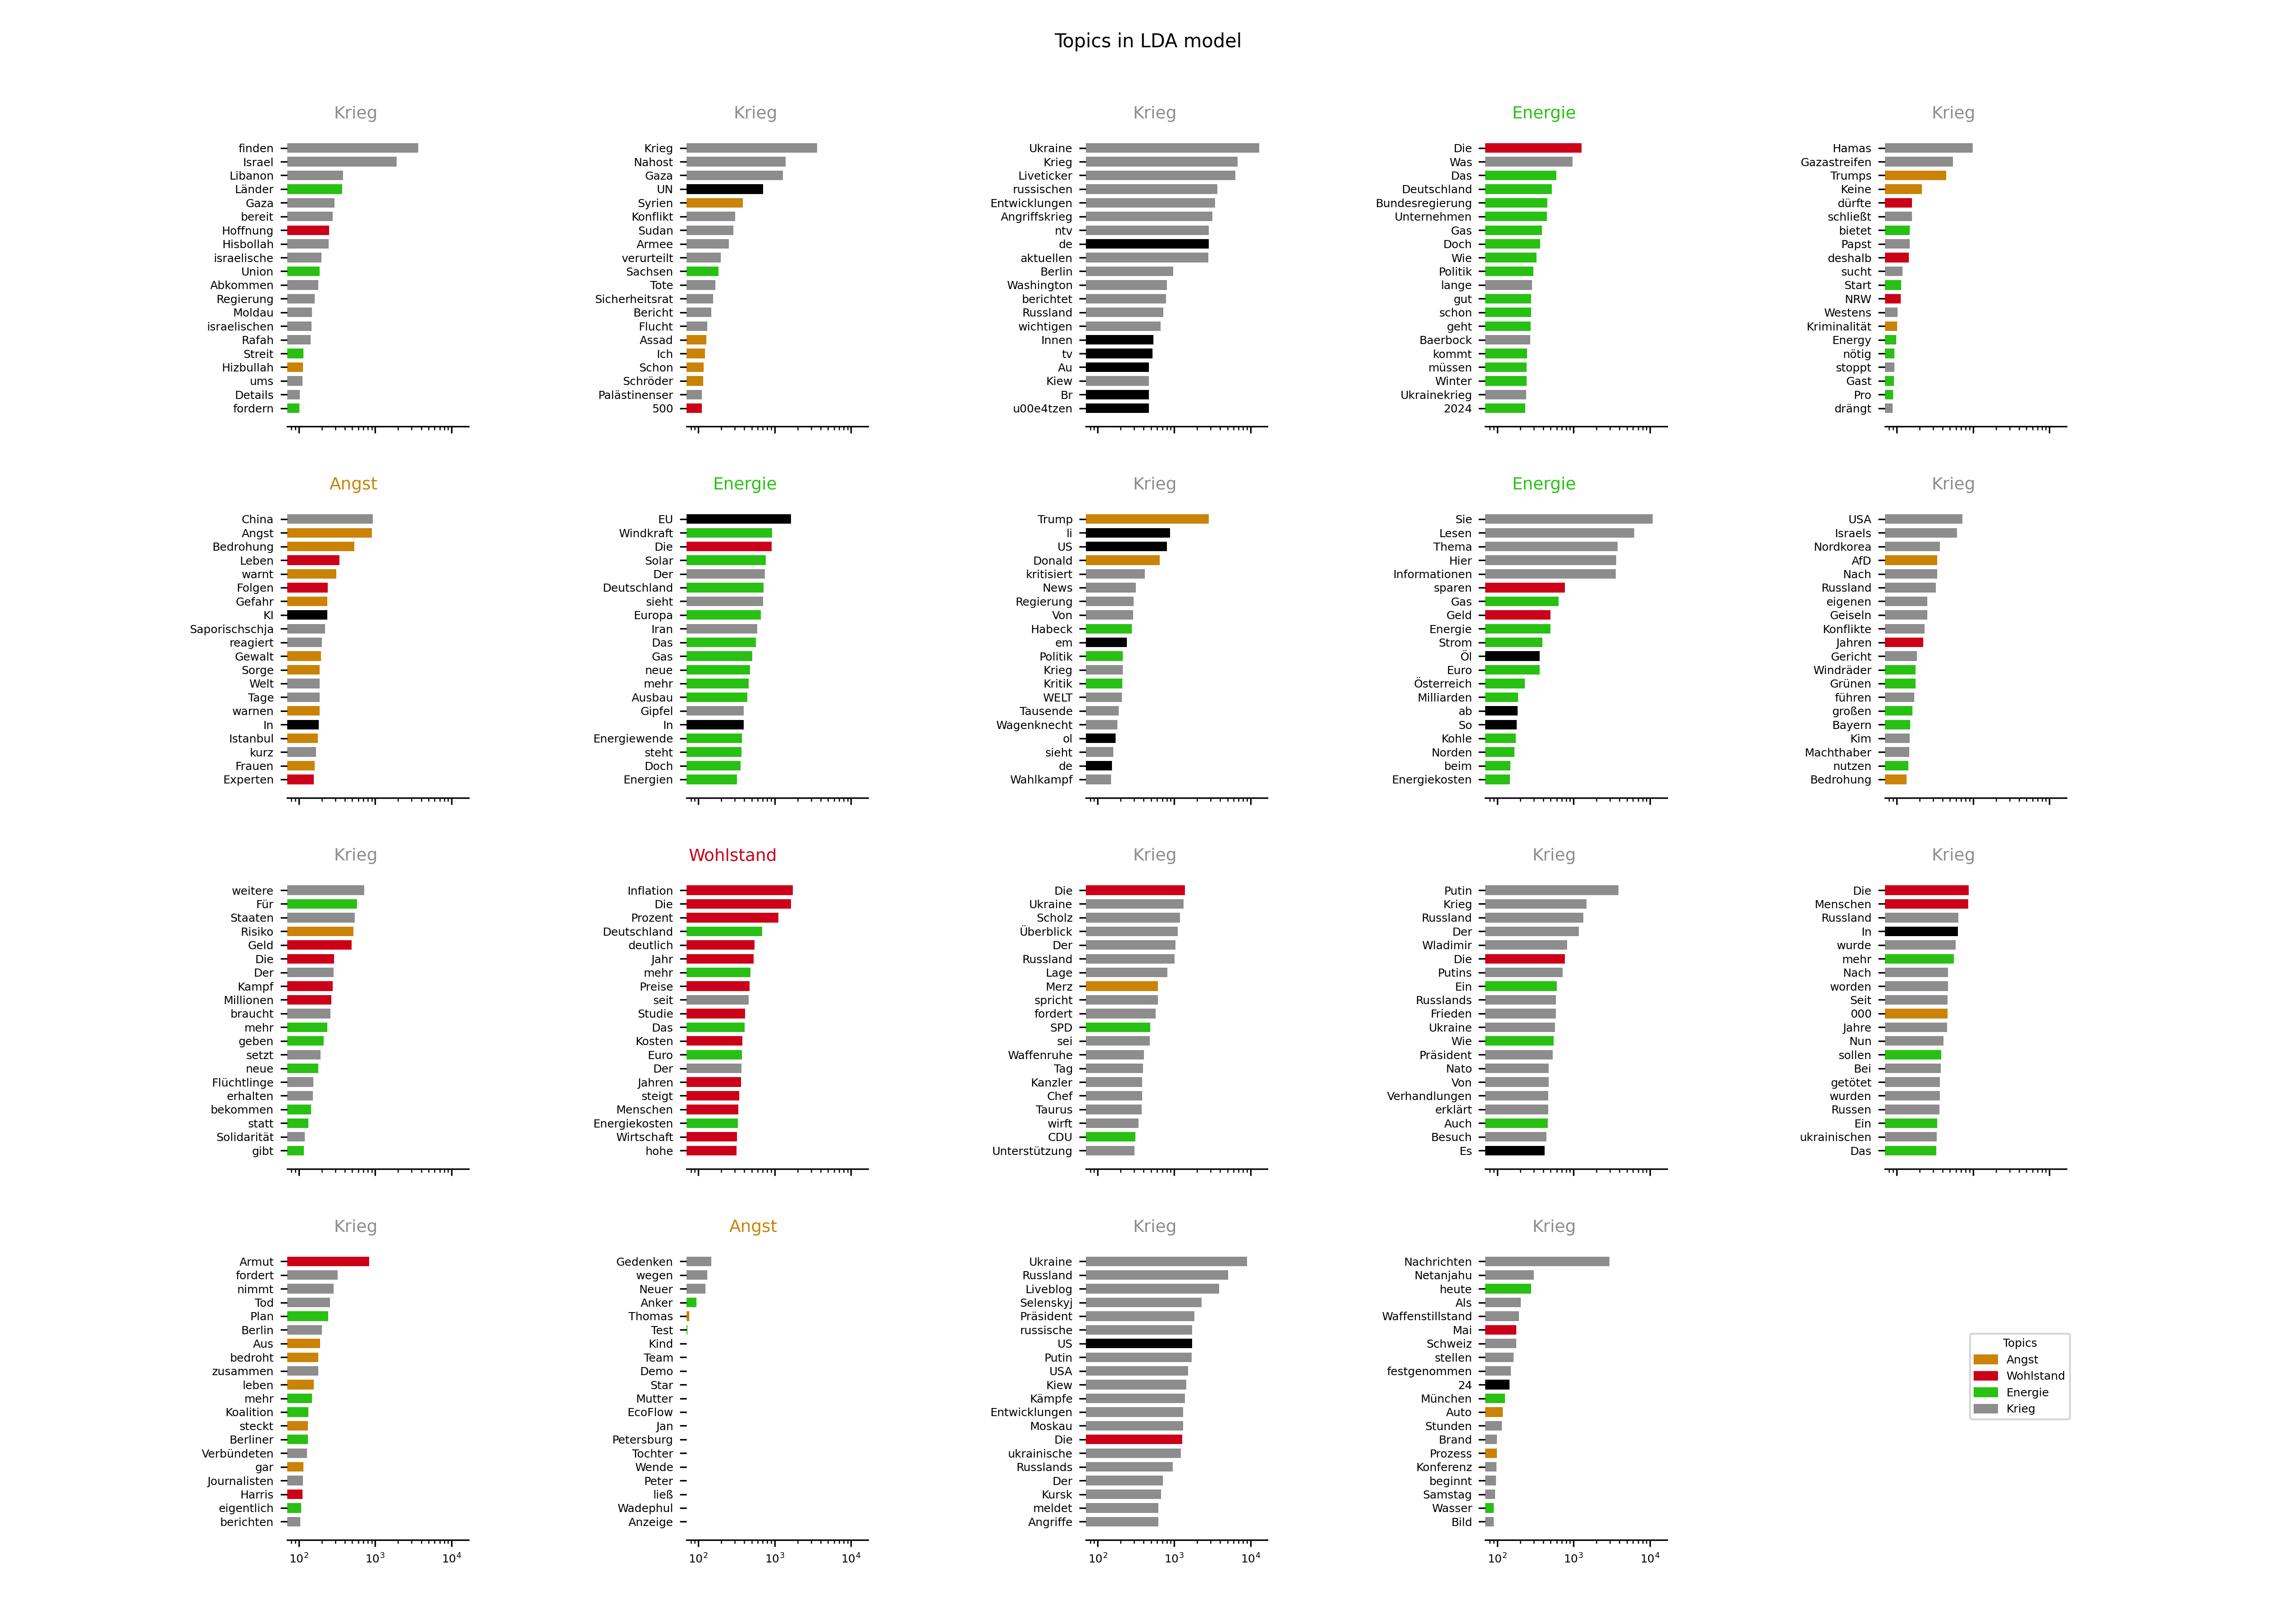 Topics in LDA model
Krieg
finden
Israel
Libanon
Länder
Gaza
bereit
Hoffnung
Hisbollah
israelische
Union
Abkommen
Regierung
Moldau
israelischen
Rafah
Streit
Hizbullah
ums
Details
fordern
Krieg
Krieg
Nahost
Gaza
UN
Syrien
Konflikt
Sudan
Armee
verurteilt
Sachsen
Tote
Sicherheitsrat
Bericht
Flucht
Assad
Ich
Schon
Schröder
Palästinenser
500
Krieg
Ukraine
Krieg
Liveticker
russischen
Entwicklungen
Angriffskrieg
ntv
de
aktuellen
Berlin
Washington
berichtet
Russland
wichtigen
Innen
tv
Au
Kiew
Br
u00e4tzen
Energie
Die
Was
Das
Deutschland
Bundesregierung
Unternehmen
Gas
Doch
Wie
Politik
lange
gut
schon
geht
Baerbock
kommt
müssen
Winter
Ukrainekrieg
2024
Krieg
Hamas
Gazastreifen
Trumps
Keine
dürfte
schließt
bietet
Papst
deshalb
sucht
Start
NRW
Westens
Kriminalität
Energy
nötig
stoppt
Gast
Pro
drängt
Angst
China
Angst
Bedrohung
Leben
warnt
Folgen
Gefahr
KI
Saporischschja
reagiert
Gewalt
Sorge
Welt
Tage
warnen
In
Istanbul
kurz
Frauen
Experten
Energie
EU
Windkraft
Die
Solar
Der
Deutschland
sieht
Europa
Iran
Das
Gas
neue
mehr
Ausbau
Gipfel
In
Energiewende
steht
Doch
Energien
Krieg
Trump
li
US
Donald
kritisiert
News
Regierung
Von
Habeck
em
Politik
Krieg
Kritik
WELT
Tausende
Wagenknecht
ol
sieht
de
Wahlkampf
Energie
Sie
Lesen
Thema
Hier
Informationen
sparen
Gas
Geld
Energie
Strom
Öl
Euro
Österreich
Milliarden
ab
So
Kohle
Norden
beim
Energiekosten
Krieg
USA
Israels
Nordkorea
AfD
Nach
Russland
eigenen
Geiseln
Konflikte
Jahren
Gericht
Windräder
Grünen
führen
großen
Bayern
Kim
Machthaber
nutzen
Bedrohung
Krieg
weitere
Für
Staaten
Risiko
Geld
Die
Der
Kampf
Millionen
braucht
mehr
geben
setzt
neue
Flüchtlinge
erhalten
bekommen
statt
Solidarität
gibt
Wohlstand
Inflation
Die
Prozent
Deutschland
deutlich
Jahr
mehr
Preise
seit
Studie
Das
Kosten
Euro
Der
Jahren
steigt
Menschen
Energiekosten
Wirtschaft
hohe
Krieg
Die
Ukraine
Scholz
Überblick
Der
Russland
Lage
Merz
spricht
fordert
SPD
sei
Waffenruhe
Tag
Kanzler
Chef
Taurus
wirft
CDU
Unterstützung
Krieg
Putin
Krieg
Russland
Der
Wladimir
Die
Putins
Ein
Russlands
Frieden
Ukraine
Wie
Präsident
Nato
Von
Verhandlungen
erklärt
Auch
Besuch
Es
Krieg
Die
Menschen
Russland
In
wurde
mehr
Nach
worden
Seit
000
Jahre
Nun
sollen
Bei
getötet
wurden
Russen
Ein
ukrainischen
Das
Krieg
Armut
fordert
nimmt
Tod
Plan
Berlin
Aus
bedroht
zusammen
leben
mehr
Koalition
steckt
Berliner
Verbündeten
gar
Journalisten
Harris
eigentlich
berichten
10² 10³ 10⁴
Angst
Gedenken
wegen
Neuer
Anker
Thomas
Test
Kind
Team
Demo
Star
Mutter
EcoFlow
Jan
Petersburg
Tochter
Wende
Peter
ließ
Wadephul
Anzeige
10² 10³ 10⁴
Krieg
Ukraine
Russland
Liveblog
Selenskyj
Präsident
russische
US
Putin
USA
Kiew
Kämpfe
Entwicklungen
Moskau
Die
ukrainische
Russlands
Der
Kursk
meldet
Angriffe
10² 10³ 10⁴
Krieg
Nachrichten
Netanjahu
heute
Als
Waffenstillstand
Mai
Schweiz
stellen
festgenommen
24
München
Auto
Stunden
Brand
Prozess
Konferenz
beginnt
Samstag
Wasser
Bild
10² 10³ 10⁴
Topics
Angst
Wohlstand
Energie
Krieg